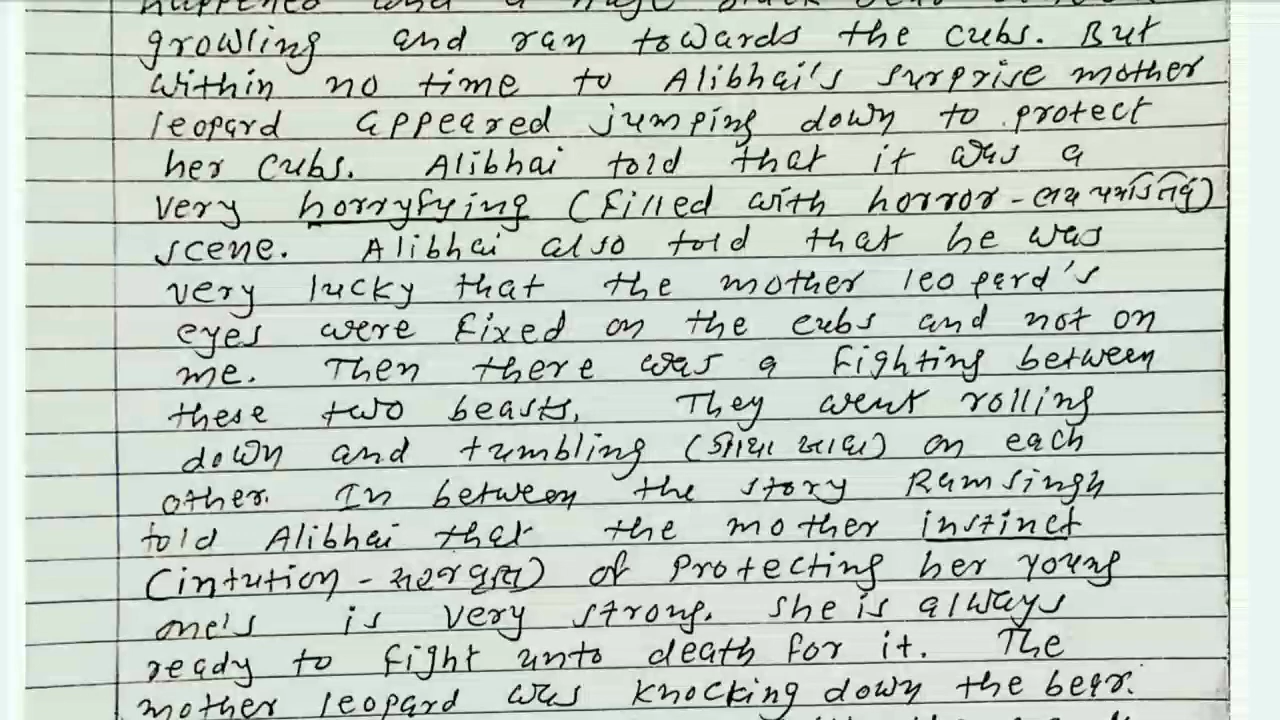 happened and a huge black bear
growling and ran towards the cubs. But
within no time to Alibhai's surprise mother
leopard appeared jumping down to protect
her cubs. Alibhai told that it was a
very horryfying (filled with horror -
scene. Alibhai also told that he was
very lucky that the mother leopard's
eyes were fixed on the cubs and not on
me. Then there was a fighting between
these two beasts, They went rolling
down and tumbling (ગોથાં ખાવાં) on each
other. In between the story Ramsingh
told Alibhai that the mother instinct
(intution - સહજવૃત્તિ) of protecting her young
one's is very strong. she is always
ready to fight unto death for it. The
mother leopard was knocking down the bear.